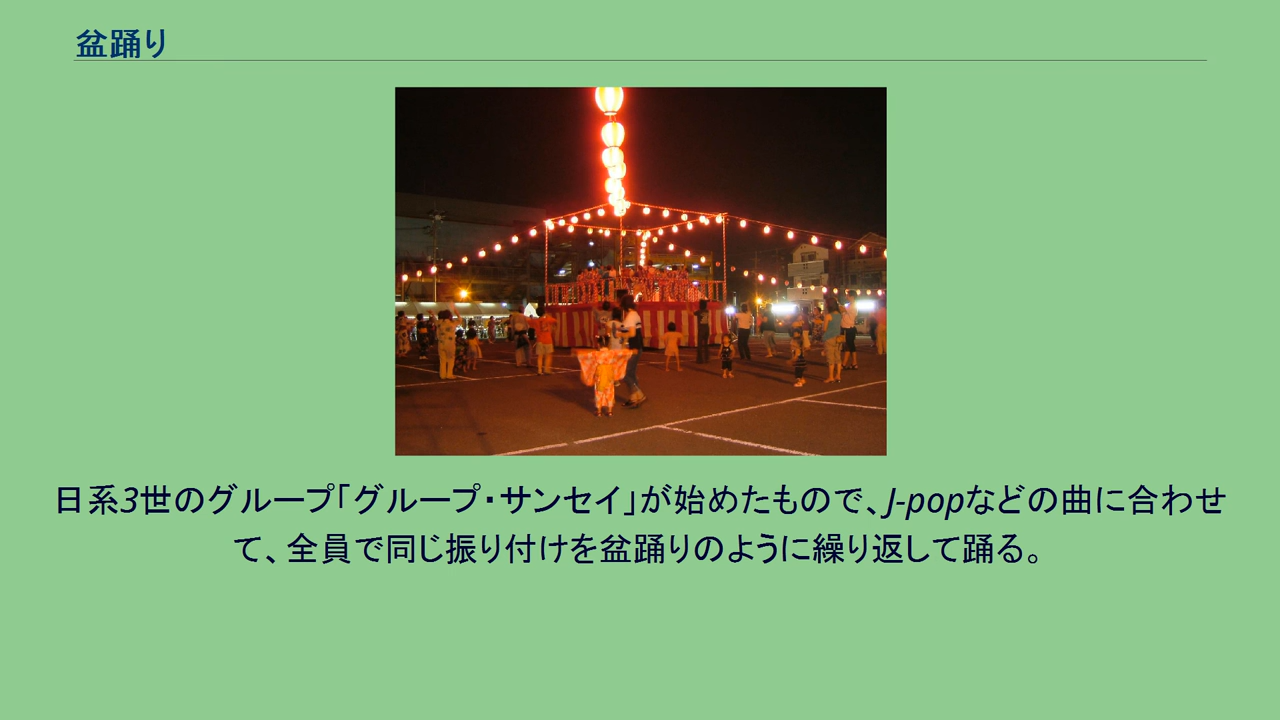 盆踊り
日系3世のグループ「グループ・サンセイ」が始めたもので、J-popなどの曲に合わせ
て、全員で同じ振り付けを盆踊りのように繰り返して踊る。